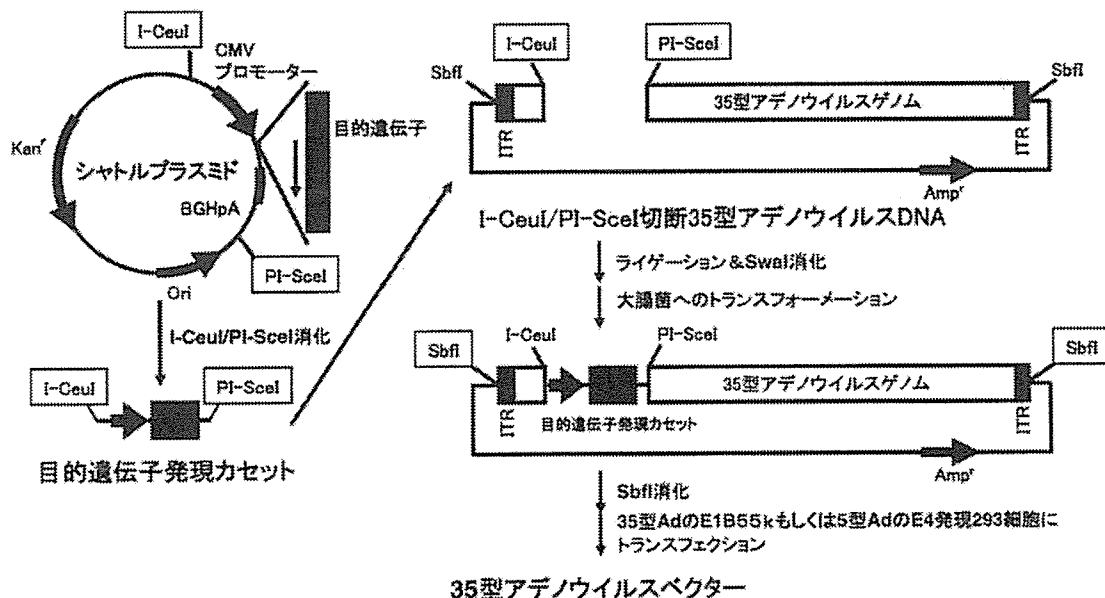 I-CeuI
CMV
プロモーター
目的遺伝子
Kanʳ
シャトルプラスミド
BGHpA
PI-SceI
Ori
I-CeuI/PI-SceI消化
I-CeuI
PI-SceI
目的遺伝子発現カセット
I-CeuI
PI-SceI
SbfI
SbfI
35型アデノウイルスゲノム
ITR
ITR
Ampʳ
I-CeuI/PI-SceI切断35型アデノウイルスDNA
ライゲーション&SwaI消化
大腸菌へのトランスフォーメーション
SbfI
I-CeuI
PI-SceI
SbfI
35型アデノウイルスゲノム
ITR
目的遺伝子発現カセット
ITR
Ampʳ
SbfI消化
35型AdのE1B55kもしくは5型AdのE4発現293細胞に
トランスフェクション
35型アデノウイルスベクター